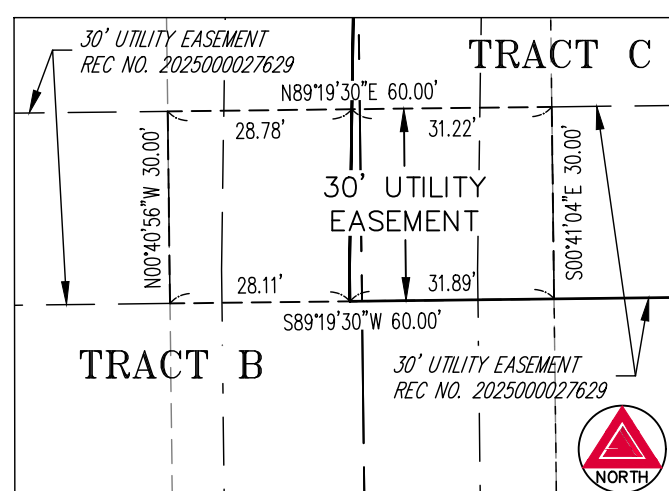 30' UTILITY EASEMENT
REC NO. 2025000027629
TRACT C
N89°19'30"E 60.00'
28.78'
31.22'
N00°40'56"W 30.00'
30' UTILITY
EASEMENT
S00°41'04"E 30.00'
28.11'
31.89'
S89°19'30"W 60.00'
TRACT B
30' UTILITY EASEMENT
REC NO. 2025000027629
NORTH